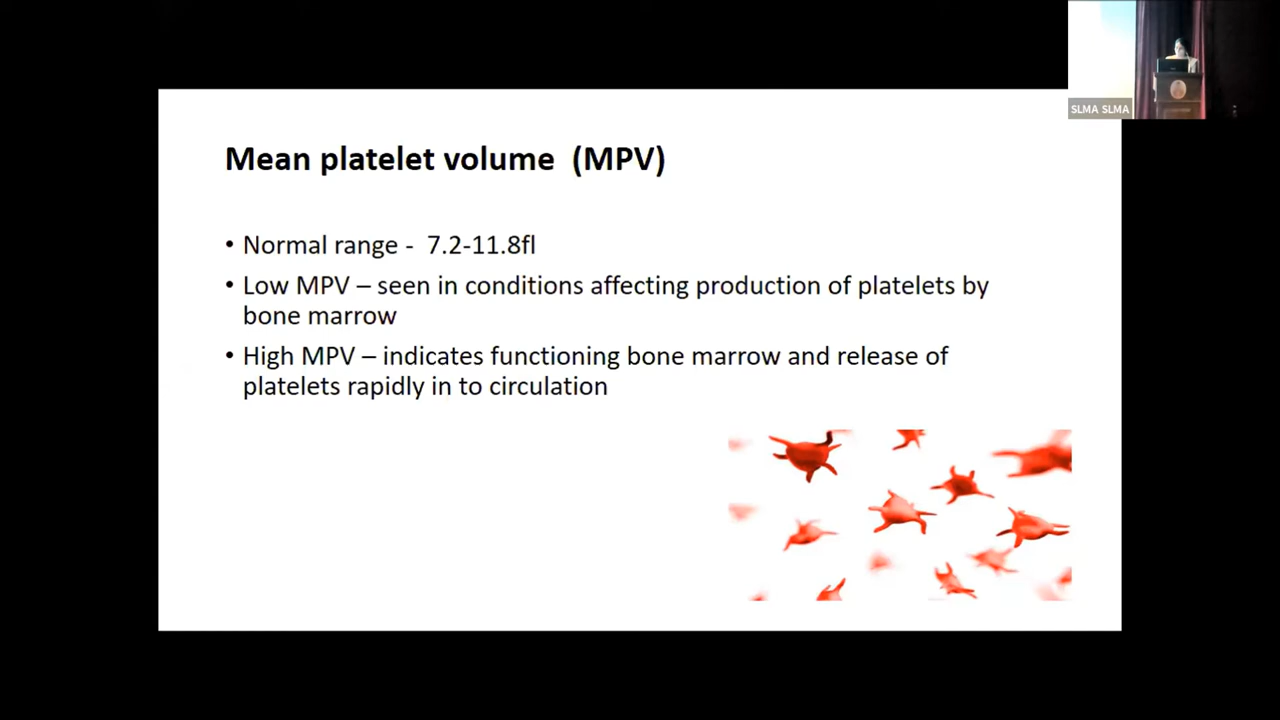 SLMA SLMA
Mean platelet volume (MPV)
• Normal range - 7.2-11.8fl
• Low MPV – seen in conditions affecting production of platelets by
bone marrow
• High MPV – indicates functioning bone marrow and release of
platelets rapidly in to circulation